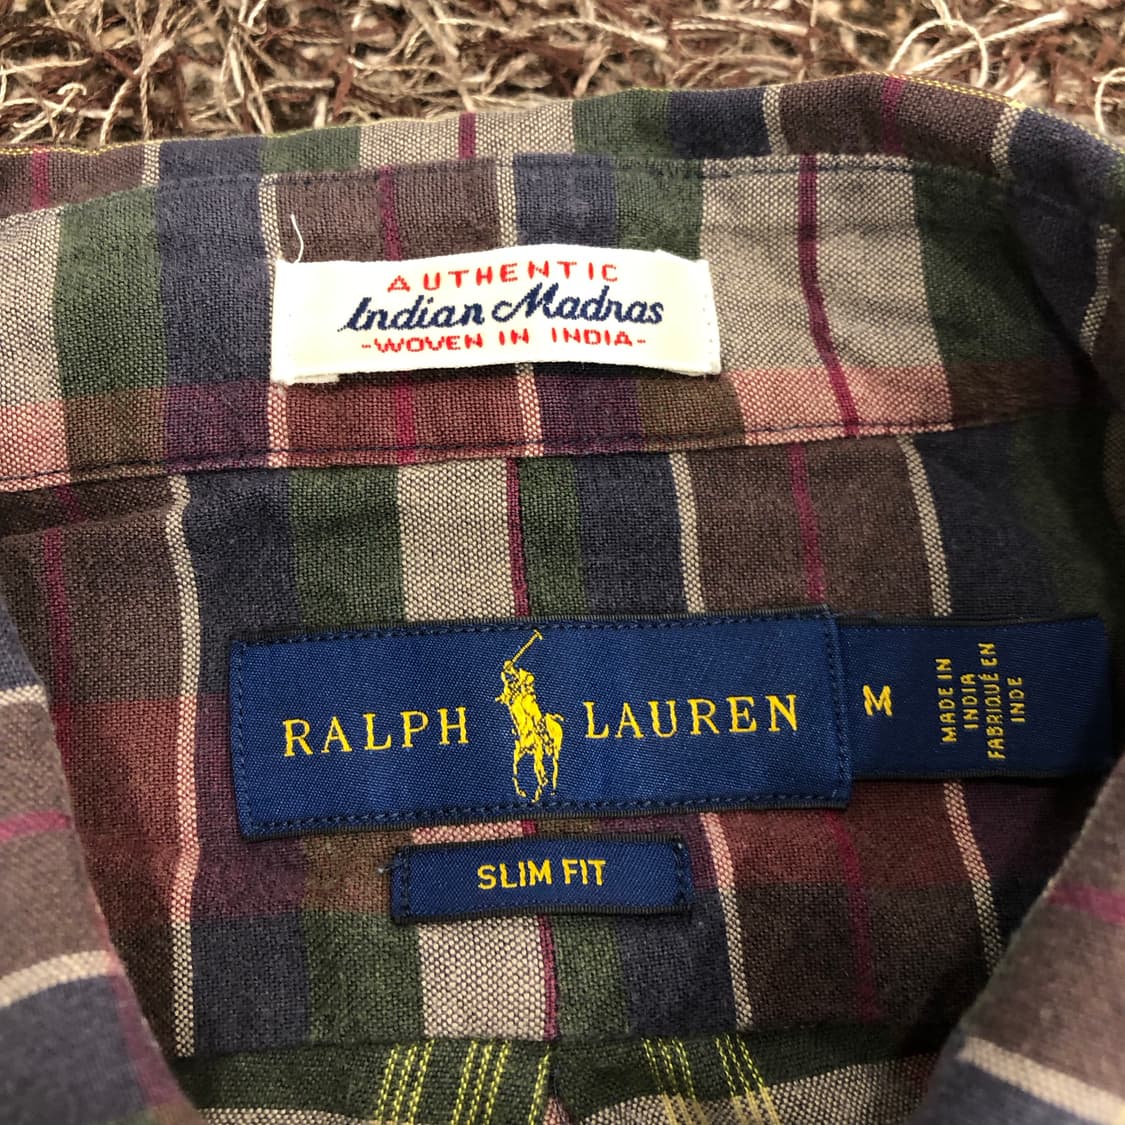 AUTHENTIC
Indian Madras
-WOVEN IN INDIA-
RALPH LAUREN
M
MADE IN
INDIA
FABRIQUÉ EN
INDE
SLIM FIT